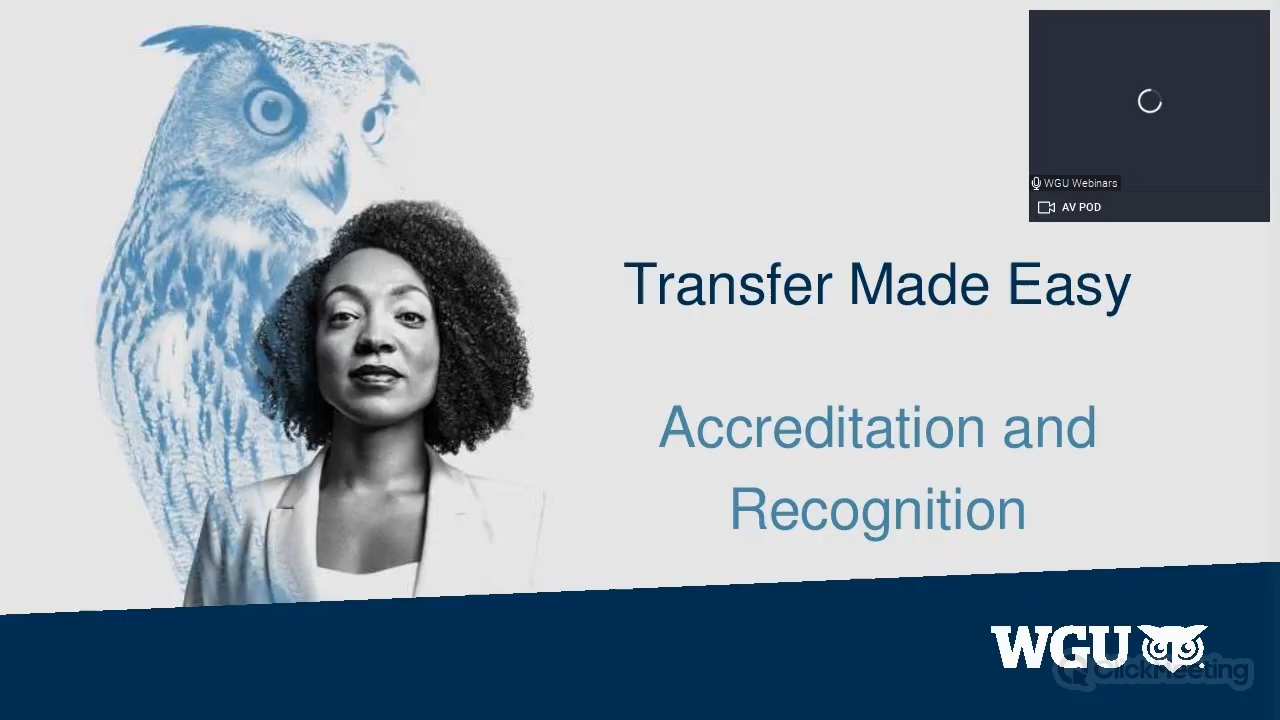 WGU Webinars
AV POD
Transfer Made Easy
Accreditation and
Recognition
WGU
ClickMeeting